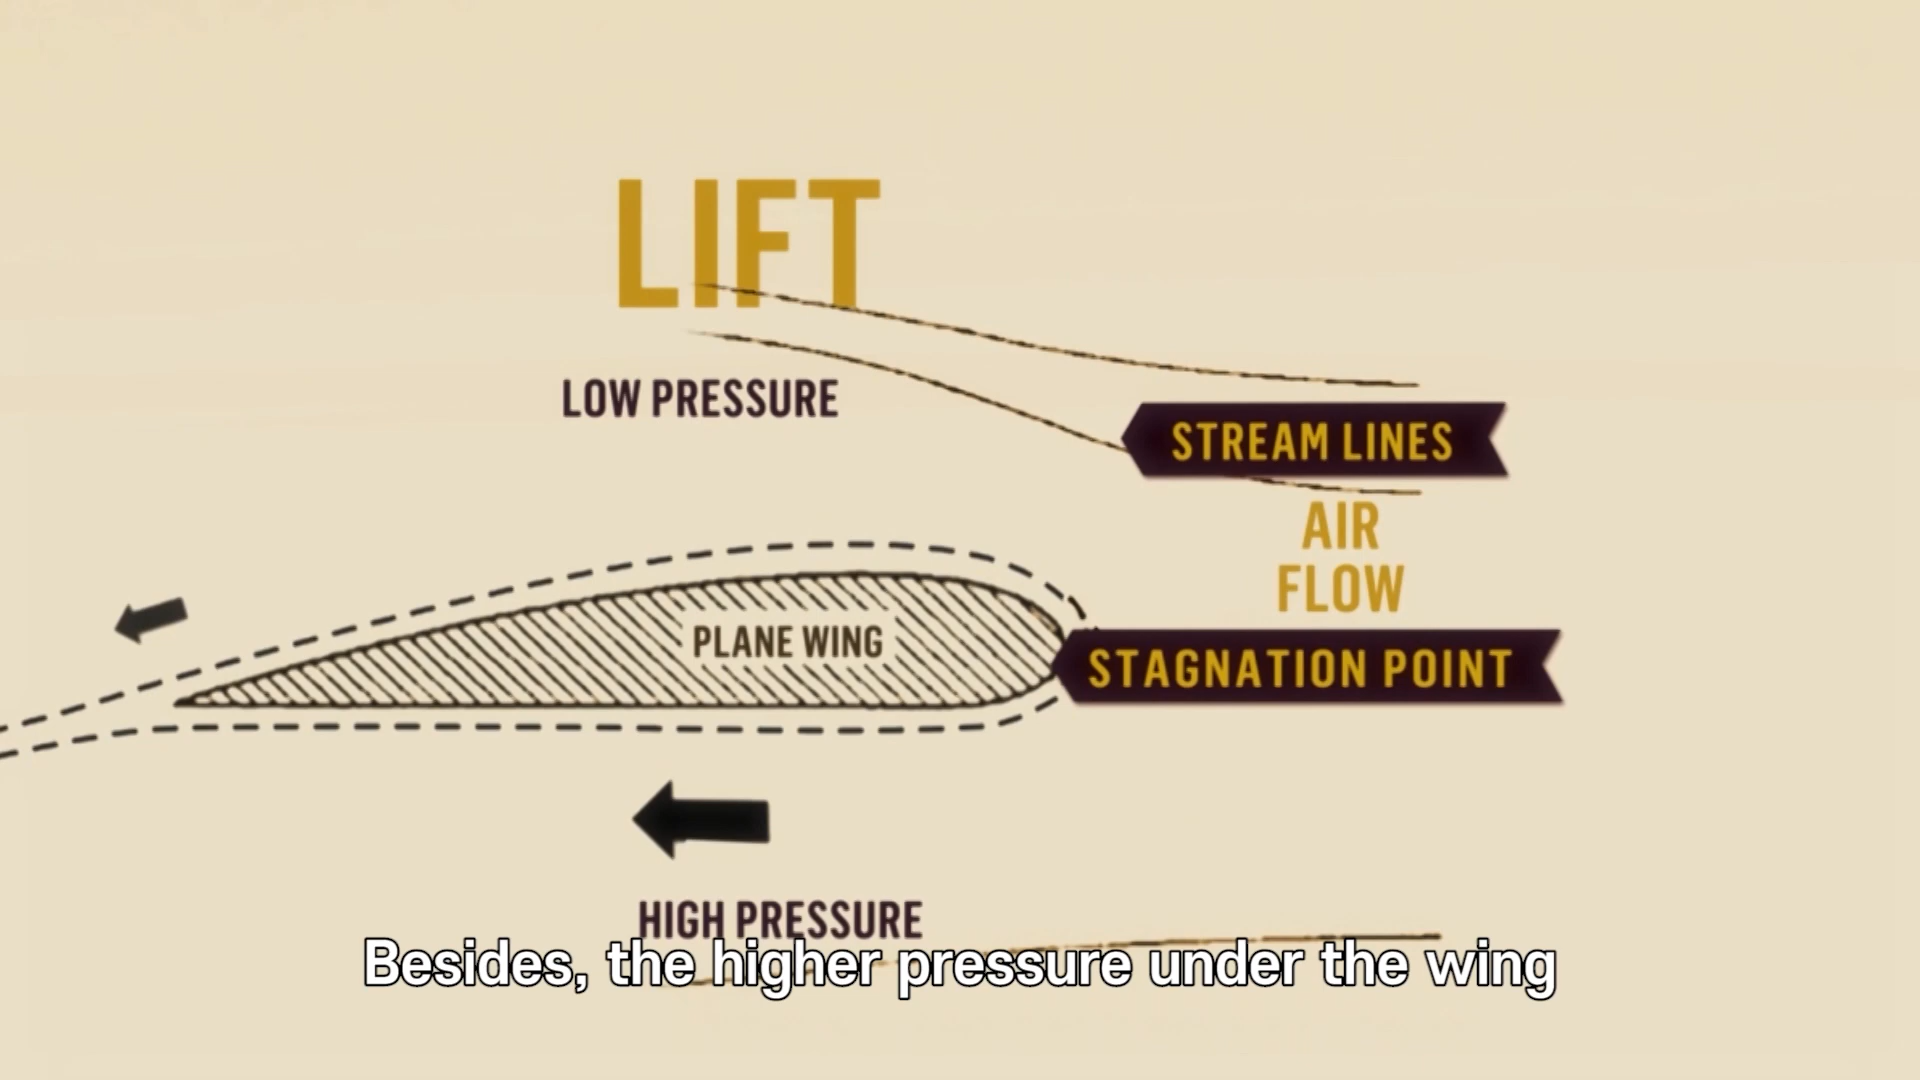 LIFT
LOW PRESSURE
STREAM LINES
AIR
FLOW
PLANE WING
STAGNATION POINT
HIGH PRESSURE
Besides, the higher pressure under the wing